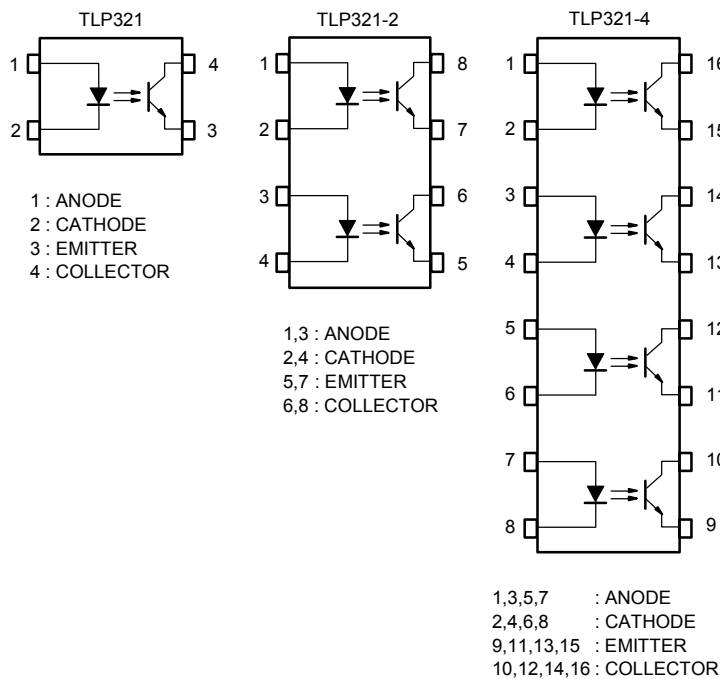 TLP321
1
4
2
3
1 : ANODE
2 : CATHODE
3 : EMITTER
4 : COLLECTOR
TLP321-2
1
8
2
7
3
6
4
5
1,3 : ANODE
2,4 : CATHODE
5,7 : EMITTER
6,8 : COLLECTOR
TLP321-4
1
16
2
15
3
14
4
13
5
12
6
11
7
10
8
9
1,3,5,7 : ANODE
2,4,6,8 : CATHODE
9,11,13,15 : EMITTER
10,12,14,16 : COLLECTOR